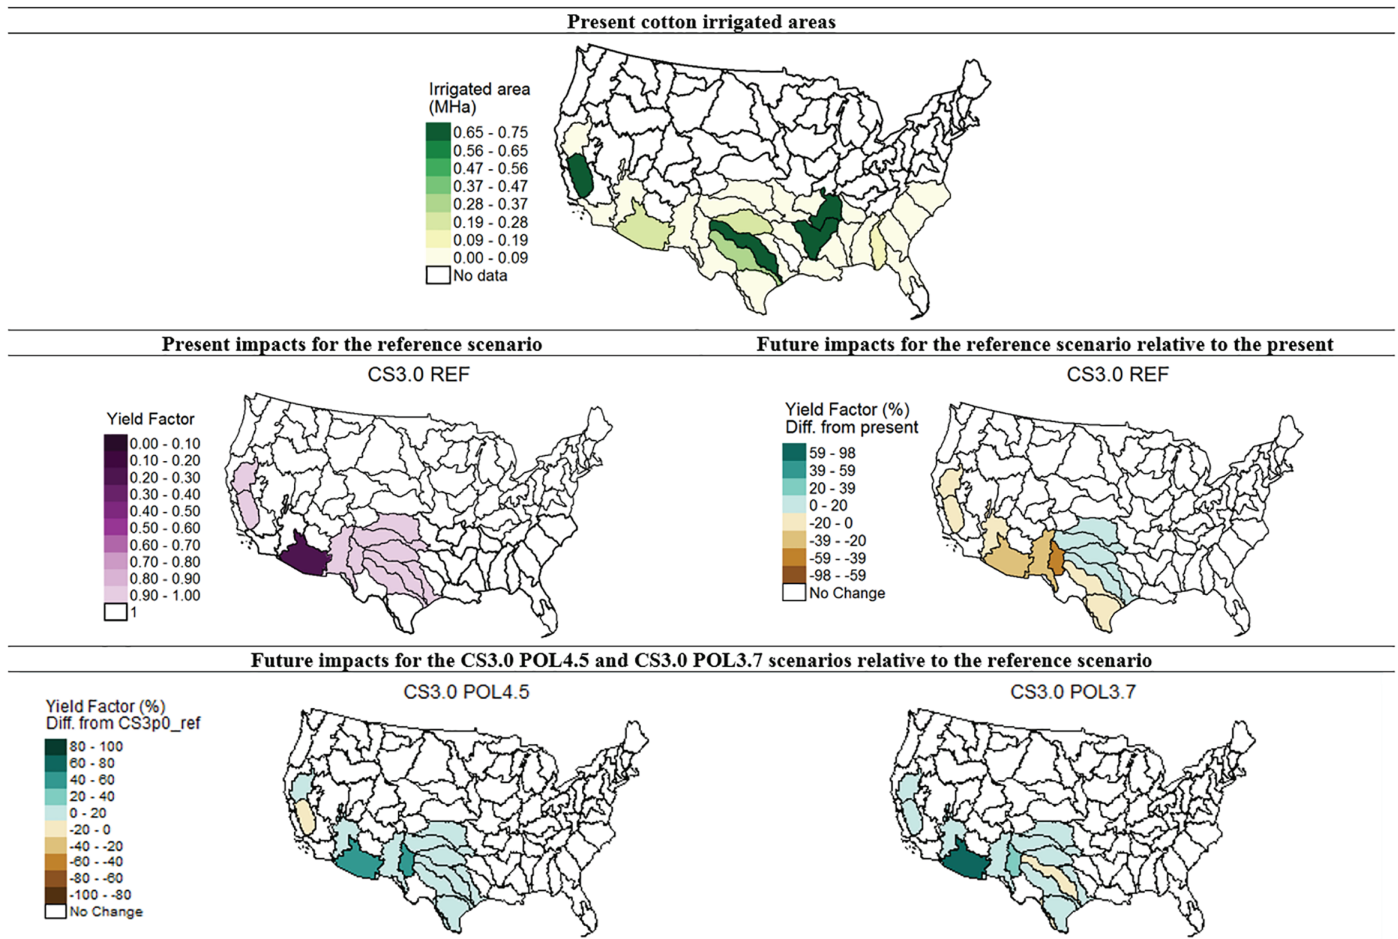 Present cotton irrigated areas
Irrigated area
(MHa)
0.65 - 0.75
0.56 - 0.65
0.47 - 0.56
0.37 - 0.47
0.28 - 0.37
0.19 - 0.28
0.09 - 0.19
0.00 - 0.09
No data
Present impacts for the reference scenario
Future impacts for the reference scenario relative to the present
CS3.0 REF
Yield Factor
0.00 - 0.10
0.10 - 0.20
0.20 - 0.30
0.30 - 0.40
0.40 - 0.50
0.50 - 0.60
0.60 - 0.70
0.70 - 0.80
0.80 - 0.90
0.90 - 1.00
1
CS3.0 REF
Yield Factor (%)
Diff. from present
59 - 98
39 - 59
20 - 39
0 - 20
-20 - 0
-39 - -20
-59 - -39
-98 - -59
No Change
Future impacts for the CS3.0 POL4.5 and CS3.0 POL3.7 scenarios relative to the reference scenario
Yield Factor (%)
Diff. from CS3p0_ref
80 - 100
60 - 80
40 - 60
20 - 40
0 - 20
-20 - 0
-40 - -20
-60 - -40
-80 - -60
-100 - -80
No Change
CS3.0 POL4.5
CS3.0 POL3.7